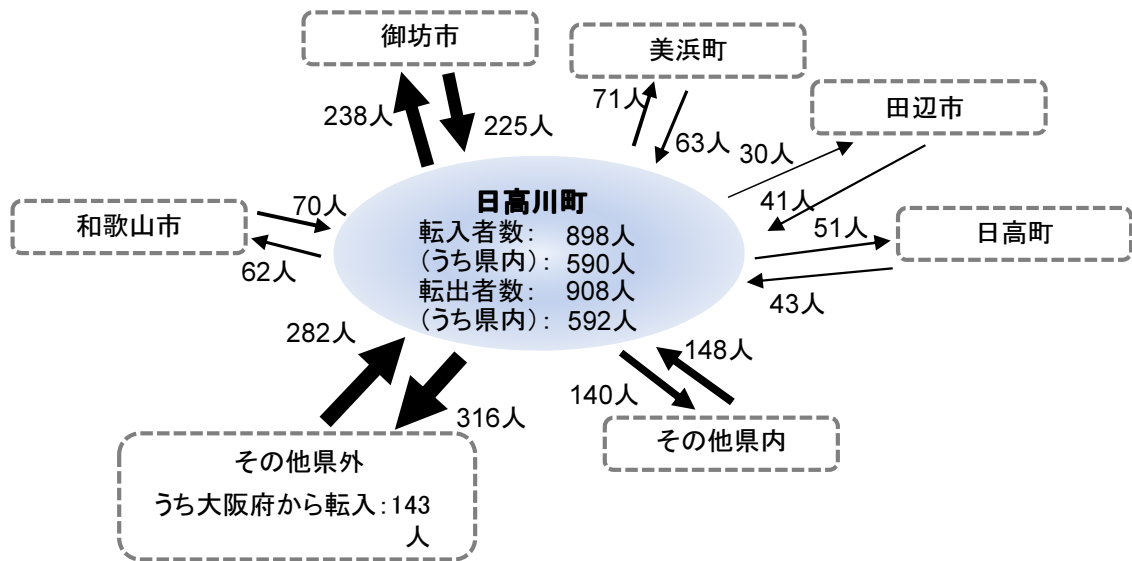 御坊市
美浜町
田辺市
日高町
和歌山市
238人
225人
71人
63人
30人
41人
51人
43人
70人
62人
日高川町
転入者数： 898人
(うち県内)： 590人
転出者数： 908人
(うち県内)： 592人
282人
316人
148人
140人
その他県外
うち大阪府から転入：143
人
その他県内